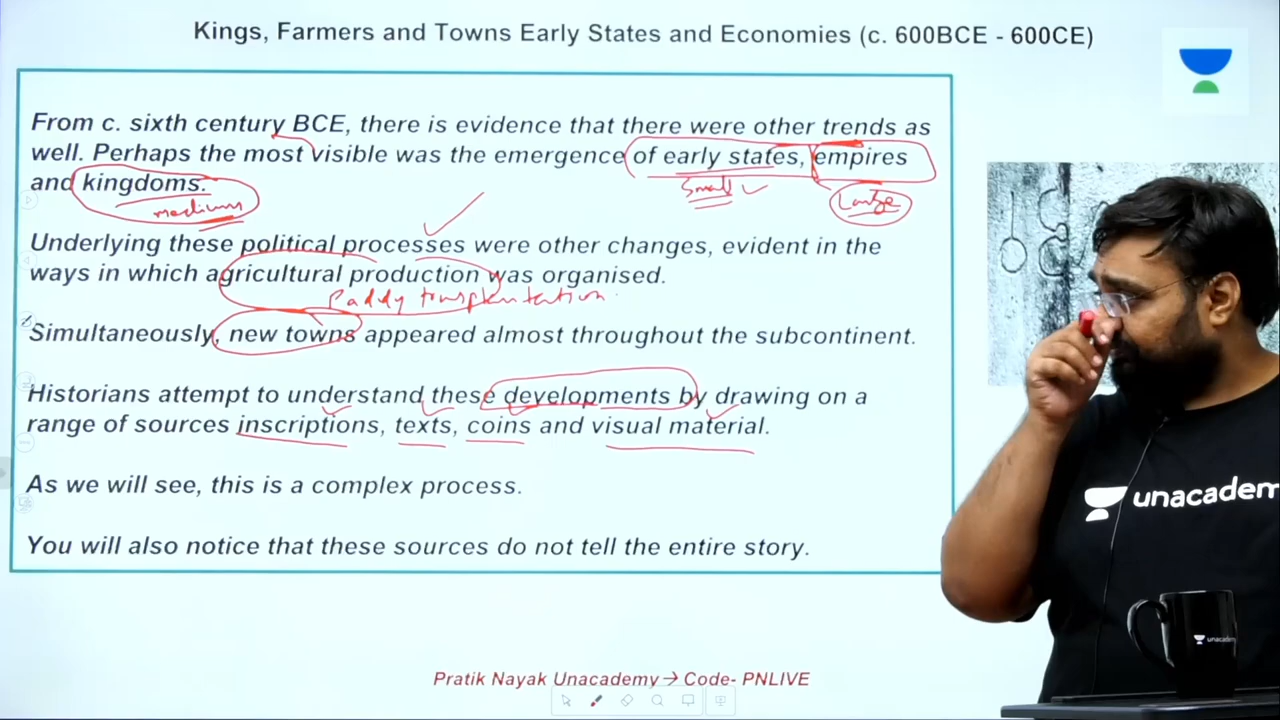 Kings, Farmers and Towns Early States and Economies (c. 600BCE - 600CE)
From c. sixth century BCE, there is evidence that there were other trends as
well. Perhaps the most visible was the emergence of early states, empires
and kingdoms.
Small
Large
medium
Underlying these political processes were other changes, evident in the
ways in which agricultural production was organised.
Paddy transplantation.
Simultaneously, new towns appeared almost throughout the subcontinent.
Historians attempt to understand these developments by drawing on a
range of sources inscriptions, texts, coins and visual material.
As we will see, this is a complex process.
You will also notice that these sources do not tell the entire story.
unacadem
unacademy
Pratik Nayak Unacademy → Code- PNLIVE